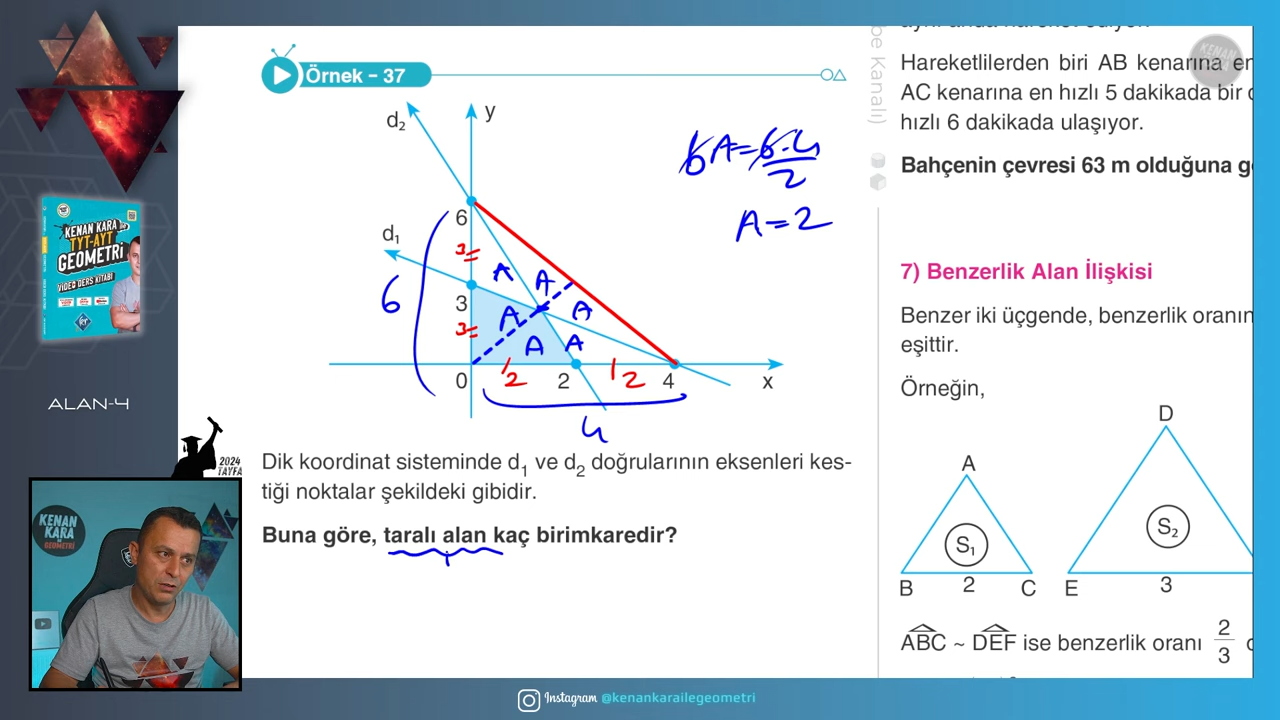 Örnek – 37
d₂
y
6
d₁
3
0
2
4
x
3
3
2
2
6
4
A
A
A
A
A
A
6A=6.4/2
A=2
Dik koordinat sisteminde d₁ ve d₂ doğrularının eksenleri kes-
tiği noktalar şekildeki gibidir.
Buna göre, taralı alan kaç birimkaredir?
Hareketlilerden biri AB kenarına en
AC kenarına en hızlı 5 dakikada bir
hızlı 6 dakikada ulaşıyor.
Bahçenin çevresi 63 m olduğuna g
7) Benzerlik Alan İlişkisi
Benzer iki üçgende, benzerlik oranın
eşittir.
Örneğin,
A
S₁
B
2
C
D
S₂
E
3
ABC ~ DEF ise benzerlik oranı 2/3
KENAN KARA
TYT-AYT
GEOMETRİ
VİDEO DERS KİTABI
ALAN-4
2024
TAYFA
KENAN
KARA
GEOMETRİ
Instagram @kenankarailegeometri